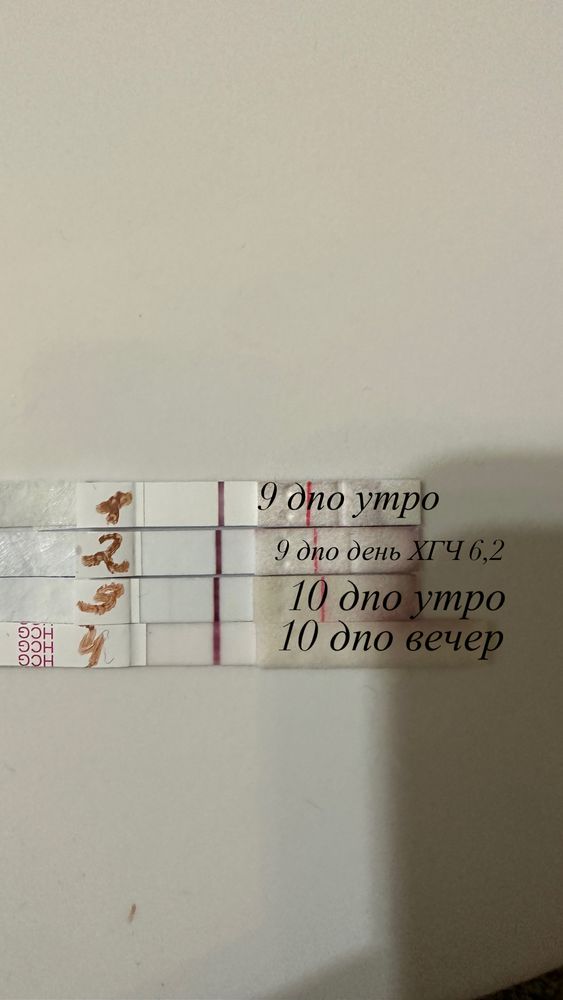 9 дпо утро
2
9 дпо день ХГЧ 6,2
3
10 дпо утро
4
10 дпо вечер
HCG
HCG
HCG